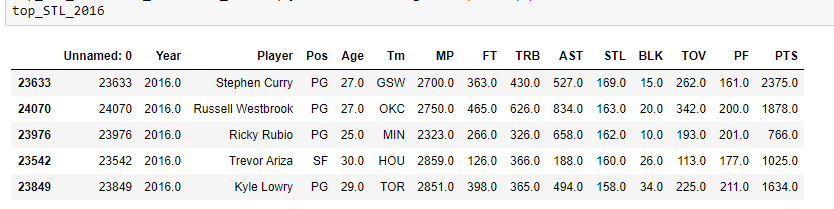 top_STL_2016
Unnamed: 0 Year Player Pos Age Tm MP FT TRB AST STL BLK TOV PF PTS
23633 23633 2016.0 Stephen Curry PG 27.0 GSW 2700.0 363.0 430.0 527.0 169.0 15.0 262.0 161.0 2375.0
24070 24070 2016.0 Russell Westbrook PG 27.0 OKC 2750.0 465.0 626.0 834.0 163.0 20.0 342.0 200.0 1878.0
23976 23976 2016.0 Ricky Rubio PG 25.0 MIN 2323.0 266.0 326.0 658.0 162.0 10.0 193.0 201.0 766.0
23542 23542 2016.0 Trevor Ariza SF 30.0 HOU 2859.0 126.0 366.0 188.0 160.0 26.0 113.0 177.0 1025.0
23849 23849 2016.0 Kyle Lowry PG 29.0 TOR 2851.0 398.0 365.0 494.0 158.0 34.0 225.0 211.0 1634.0